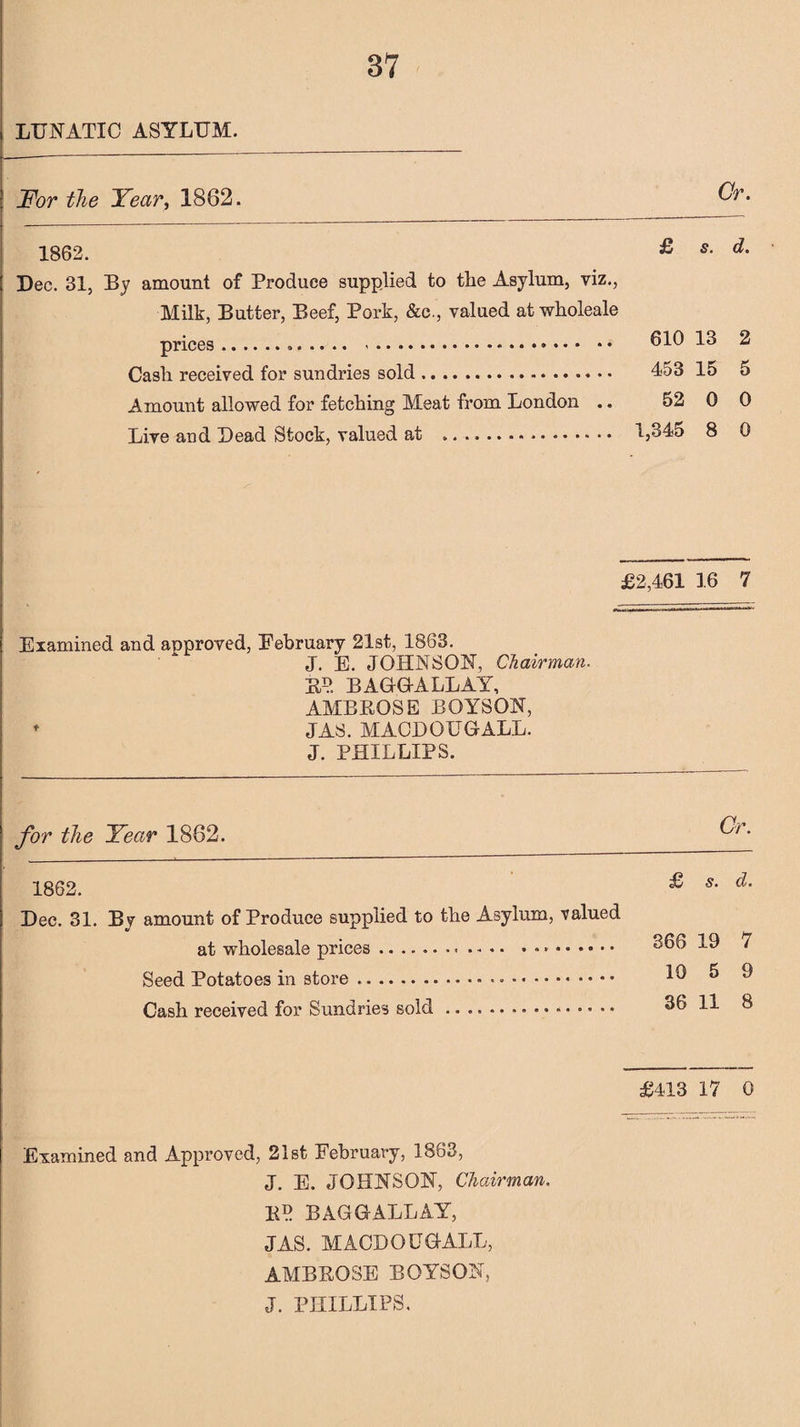 37
LUNATIC ASYLUM.
For the Year, 1862. Cr.
1862. £ s. d.
Dec. 31, By amount of Produce supplied to the Asylum, viz.,
Milk, Butter, Beef, Pork, &c., valued at wholeale
prices .................................... 610 13 2
Cash received for sundries sold .................... 453 15 5
Amount allowed for fetching Meat from London .. 52 0 0
Live and Dead Stock, valued at .................. 1,345 8 0
£2,461 16 7
Examined and approved, February 21st, 1863.
J. E. JOHNSON, Chairman.
RD. BAGGALLAY,
AMBROSE BOYSON,
JAS. MACDOUGALL.
J. PHILLIPS.
for the Year 1862. Cr.
1862. £ s. d.
Dec. 31. By amount of Produce supplied to the Asylum, valued
at wholesale prices ...................... 366 19 7
Seed Potatoes in store .......................... 10 5 9
Cash received for Sundries sold .................. 36 11 8
£413 17 0
Examined and Approved, 21st February, 1863,
J. E. JOHNSON, Chairman.
RD. BAGGALLAY,
JAS. MACDOUGALL,
AMBROSE BOYSON,
J. PHILLIPS.